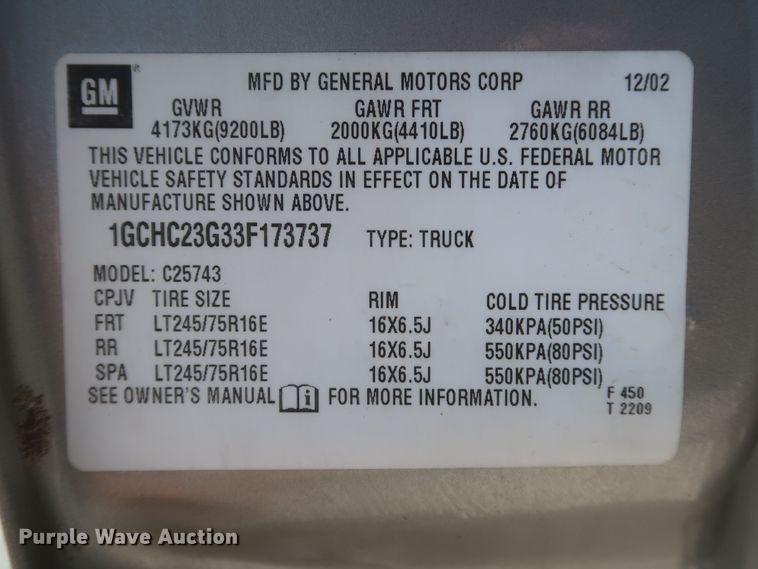 GM
MFD BY GENERAL MOTORS CORP 12/02
GVWR GAWR FRT GAWR RR
4173KG(9200LB) 2000KG(4410LB) 2760KG(6084LB)
THIS VEHICLE CONFORMS TO ALL APPLICABLE U.S. FEDERAL MOTOR
VEHICLE SAFETY STANDARDS IN EFFECT ON THE DATE OF
MANUFACTURE SHOWN ABOVE.
1GCHC23G33F173737 TYPE: TRUCK
MODEL: C25743
CPJV TIRE SIZE RIM COLD TIRE PRESSURE
FRT LT245/75R16E 16X6.5J 340KPA(50PSI)
RR LT245/75R16E 16X6.5J 550KPA(80PSI)
SPA LT245/75R16E 16X6.5J 550KPA(80PSI)
SEE OWNER'S MANUAL i FOR MORE INFORMATION. F 450
T 2209
Purple Wave Auction